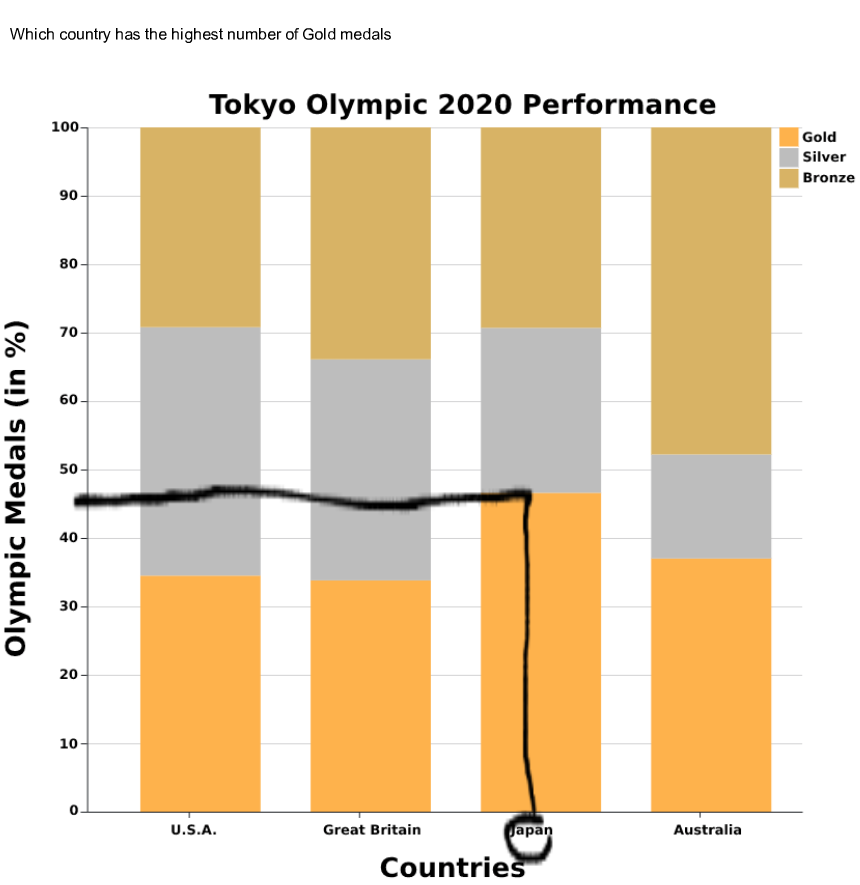 Which country has the highest number of Gold medals
Tokyo Olympic 2020 Performance
Gold
Silver
Bronze
100
90
80
70
60
50
40
30
20
10
0
Olympic Medals (in %)
U.S.A. Great Britain Japan Australia
Countries